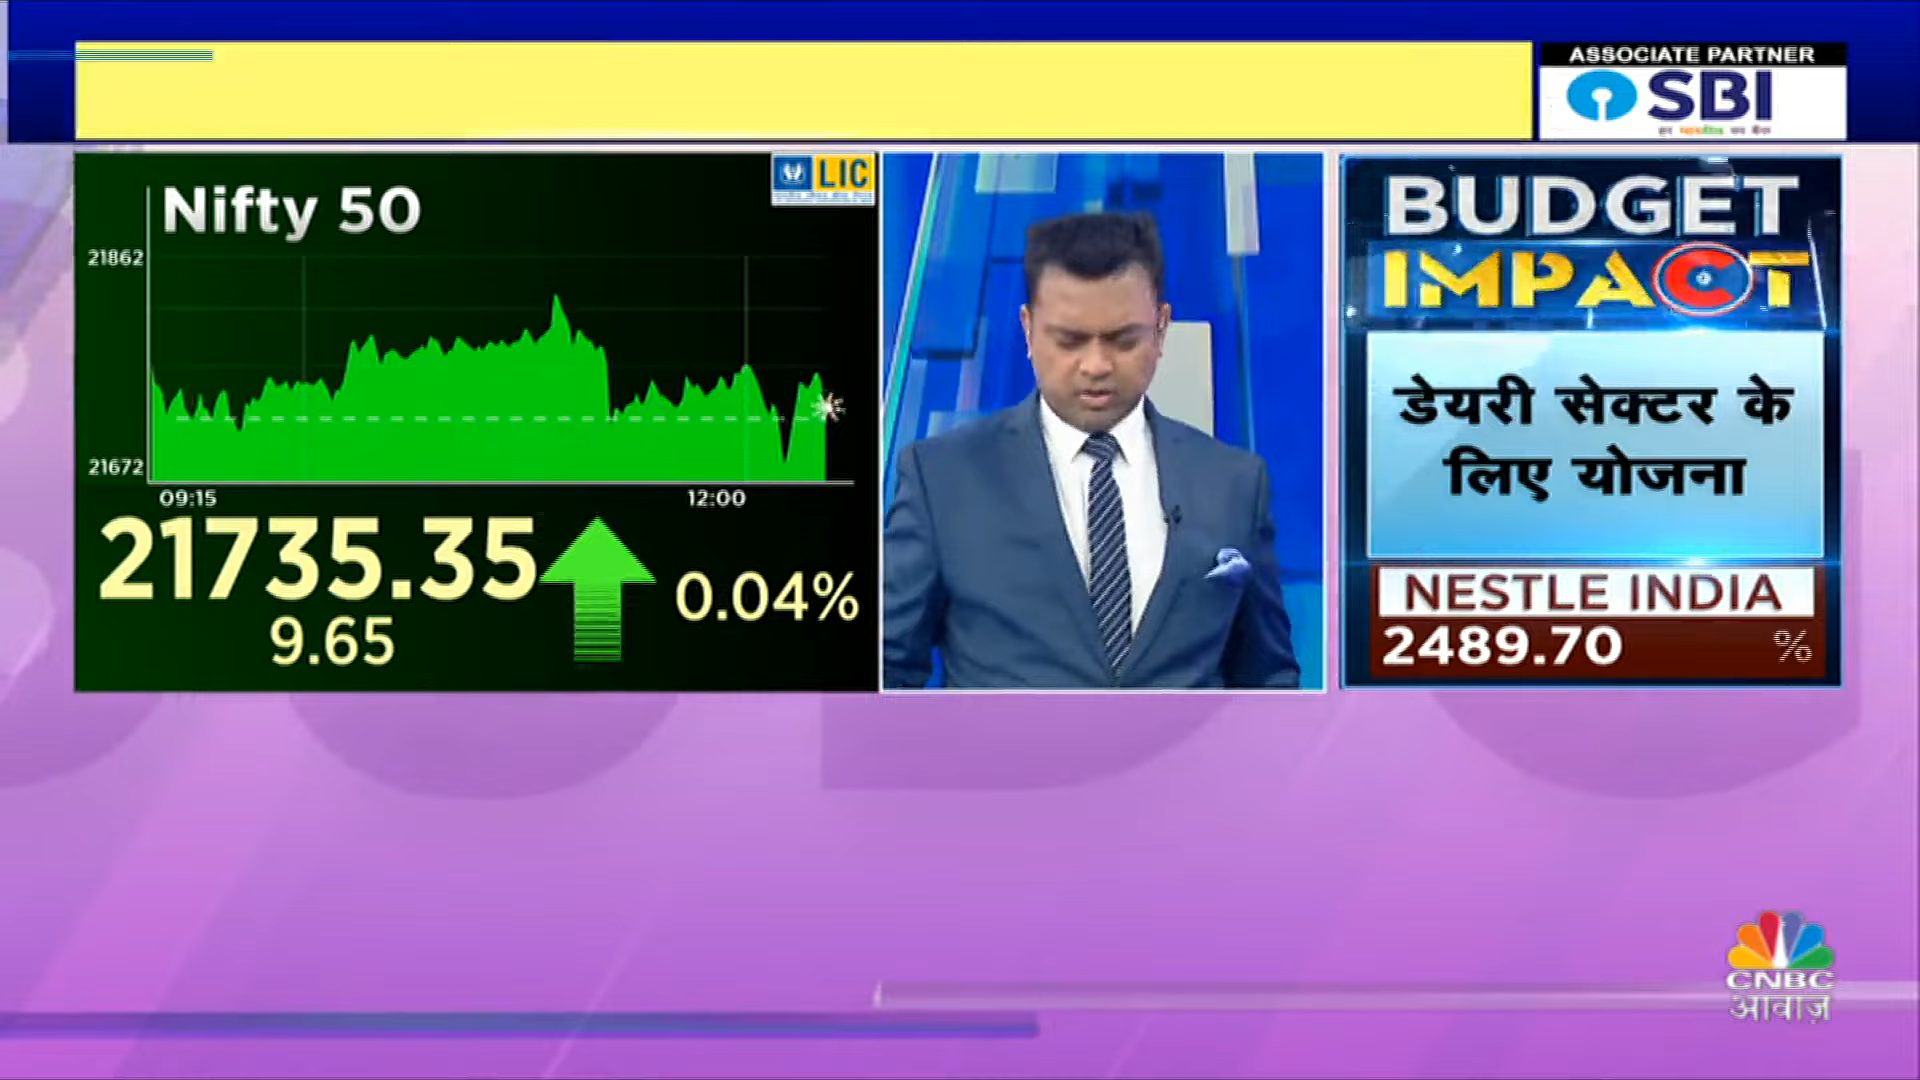 ASSOCIATE PARTNER
SBI
Nifty 50
LIC
21862
21672
09:15
12:00
21735.35
9.65
0.04%
BUDGET
IMPACT
डेयरी सेक्टर के
लिए योजना
NESTLE INDIA
2489.70
%
CNBC
आवाज़